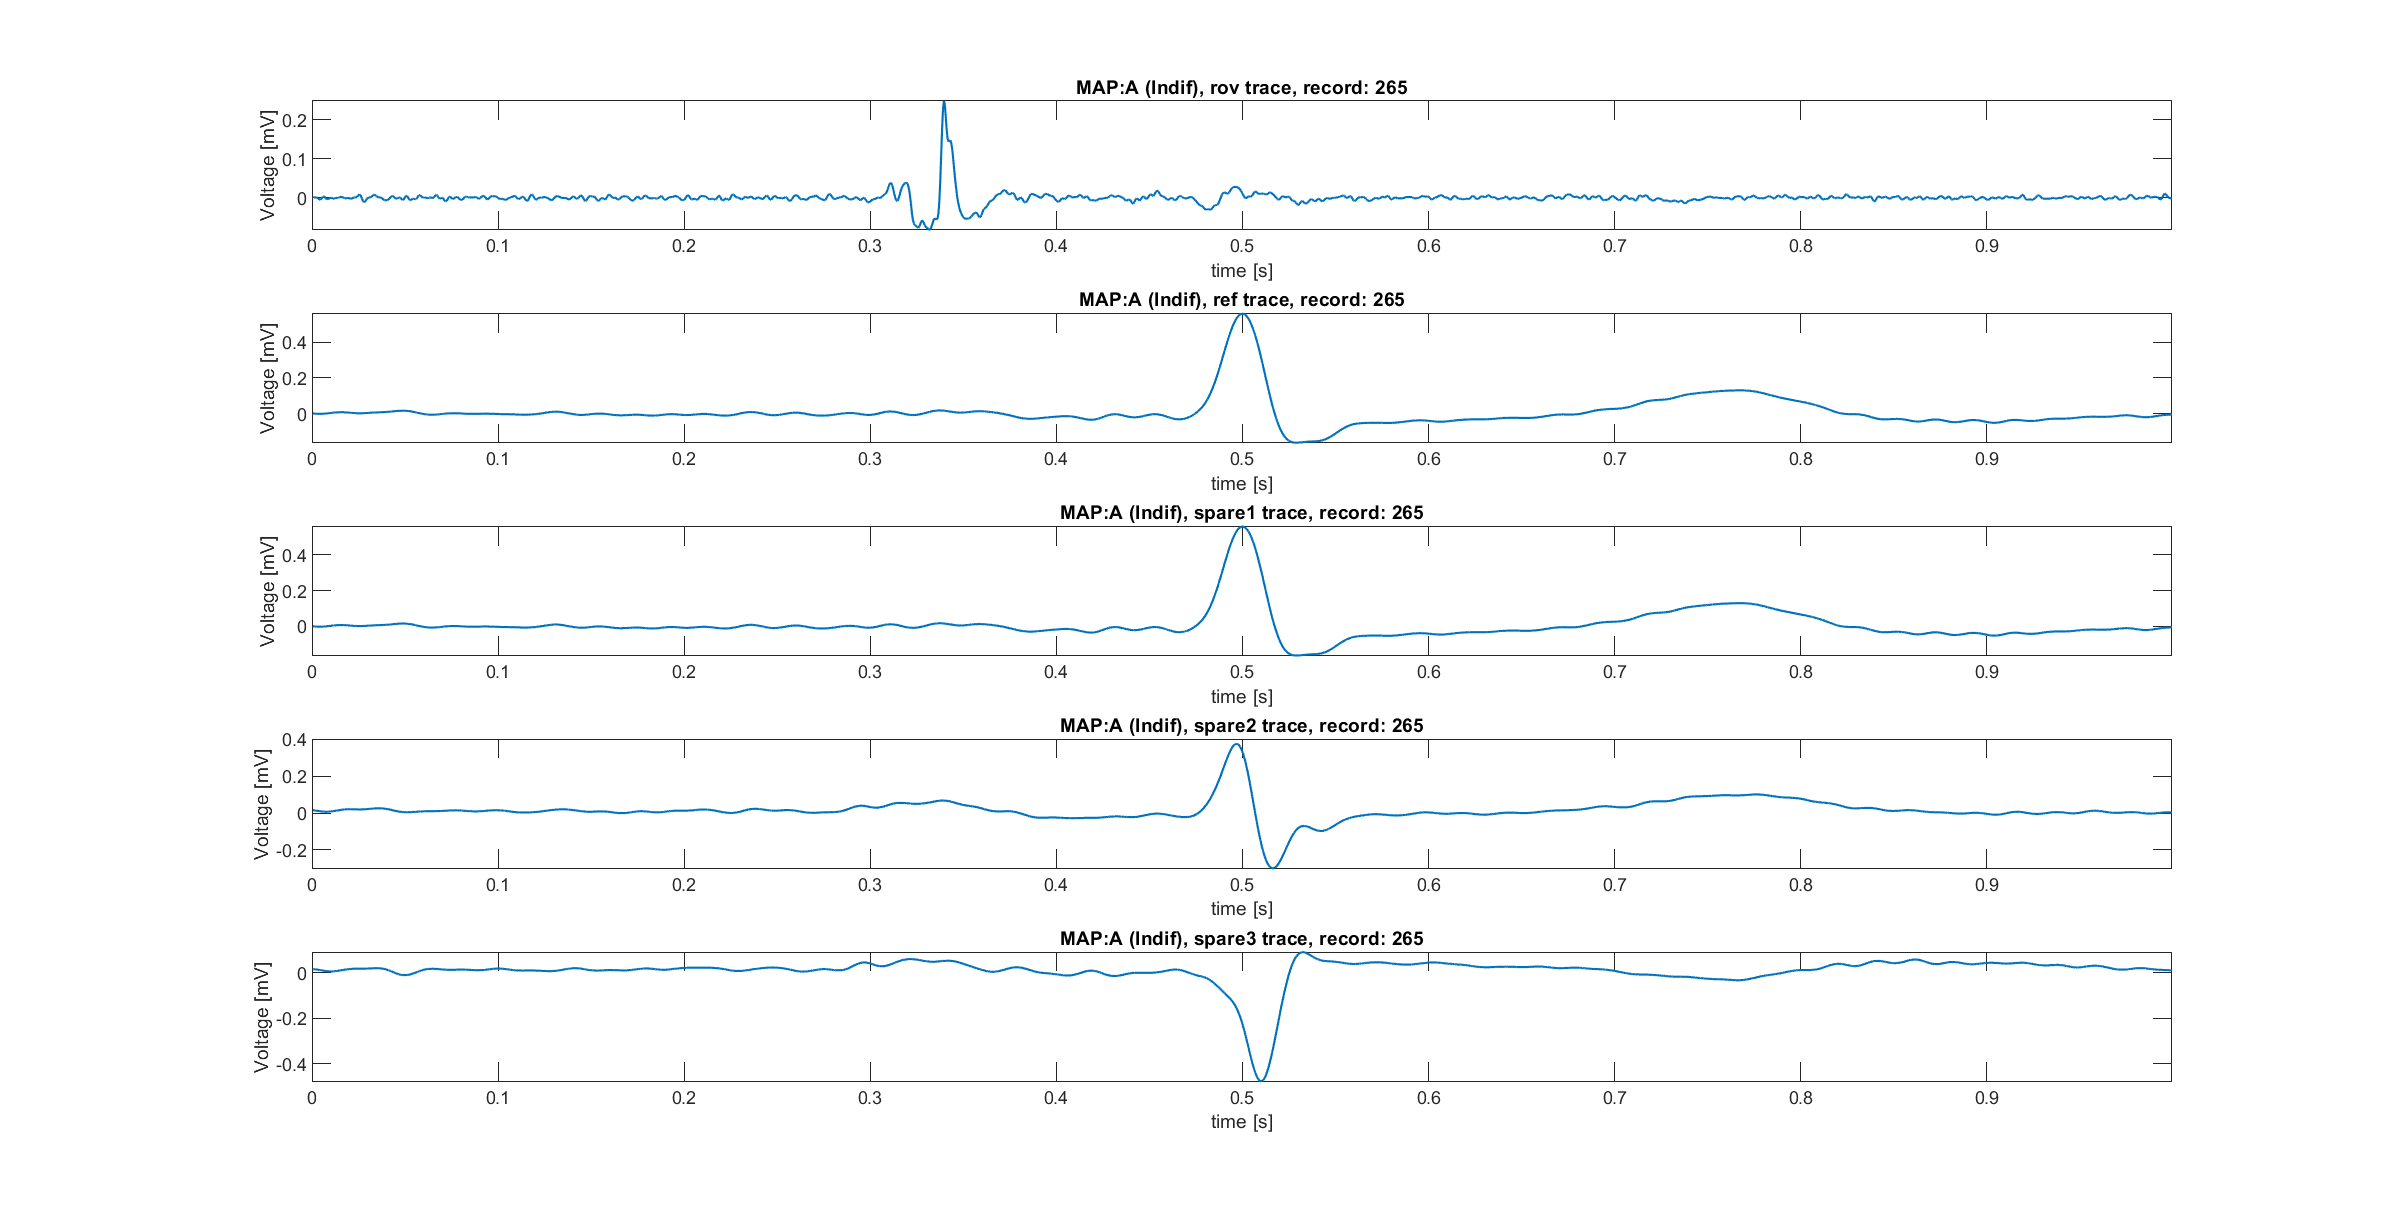 MAP:A (Indif), rov trace, record: 265
Voltage [mV]
0.2
0.1
0
0 0.1 0.2 0.3 0.4 0.5 0.6 0.7 0.8 0.9
time [s]
MAP:A (Indif), ref trace, record: 265
Voltage [mV]
0.4
0.2
0
0 0.1 0.2 0.3 0.4 0.5 0.6 0.7 0.8 0.9
time [s]
MAP:A (Indif), spare1 trace, record: 265
Voltage [mV]
0.4
0.2
0
0 0.1 0.2 0.3 0.4 0.5 0.6 0.7 0.8 0.9
time [s]
MAP:A (Indif), spare2 trace, record: 265
Voltage [mV]
0.4
0.2
0
-0.2
0 0.1 0.2 0.3 0.4 0.5 0.6 0.7 0.8 0.9
time [s]
MAP:A (Indif), spare3 trace, record: 265
Voltage [mV]
0
-0.2
-0.4
0 0.1 0.2 0.3 0.4 0.5 0.6 0.7 0.8 0.9
time [s]